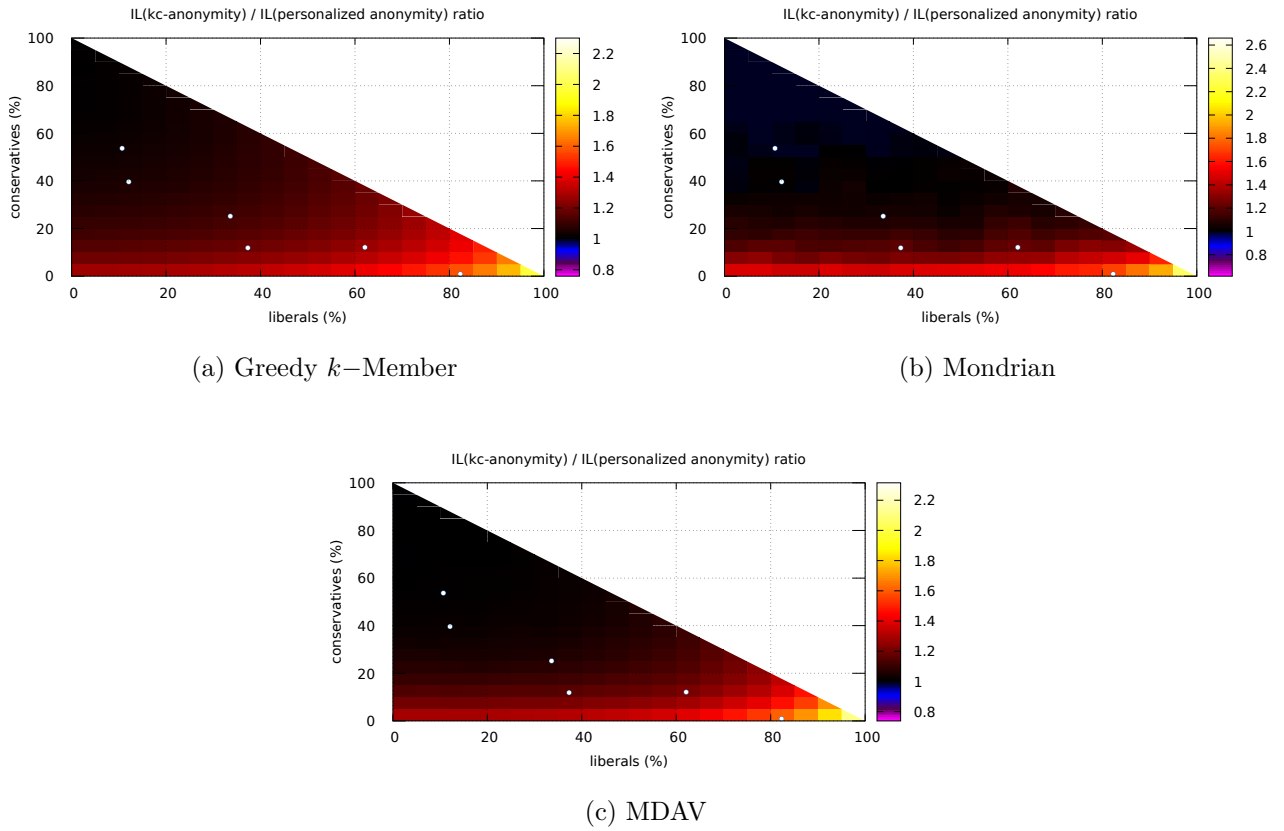 IL(kc-anonymity) / IL(personalized anonymity) ratio
100
80
60
40
20
0
conservatives (%)
0 20 40 60 80 100
liberals (%)
2.2
2
1.8
1.6
1.4
1.2
1
0.8
(a) Greedy k−Member
IL(kc-anonymity) / IL(personalized anonymity) ratio
100
80
60
40
20
0
conservatives (%)
0 20 40 60 80 100
liberals (%)
2.6
2.4
2.2
2
1.8
1.6
1.4
1.2
1
0.8
(b) Mondrian
IL(kc-anonymity) / IL(personalized anonymity) ratio
100
80
60
40
20
0
conservatives (%)
0 20 40 60 80 100
liberals (%)
2.2
2
1.8
1.6
1.4
1.2
1
0.8
(c) MDAV